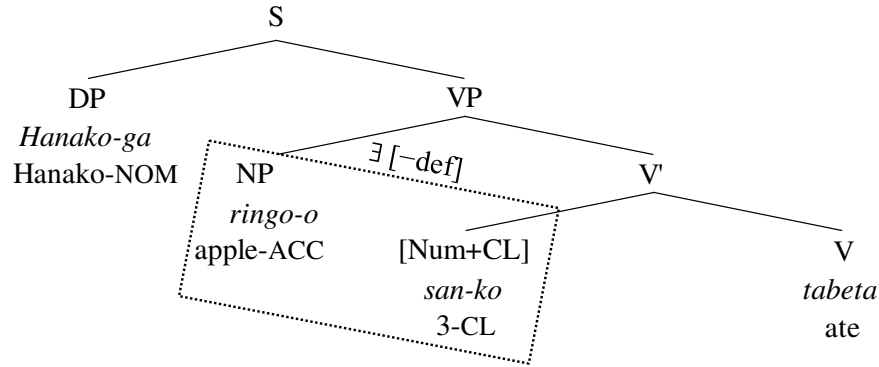 S
DP
VP
Hanako-ga
Hanako-NOM
∃ [−def]
NP
V'
ringo-o
apple-ACC
[Num+CL]
V
san-ko
tabeta
3-CL
ate